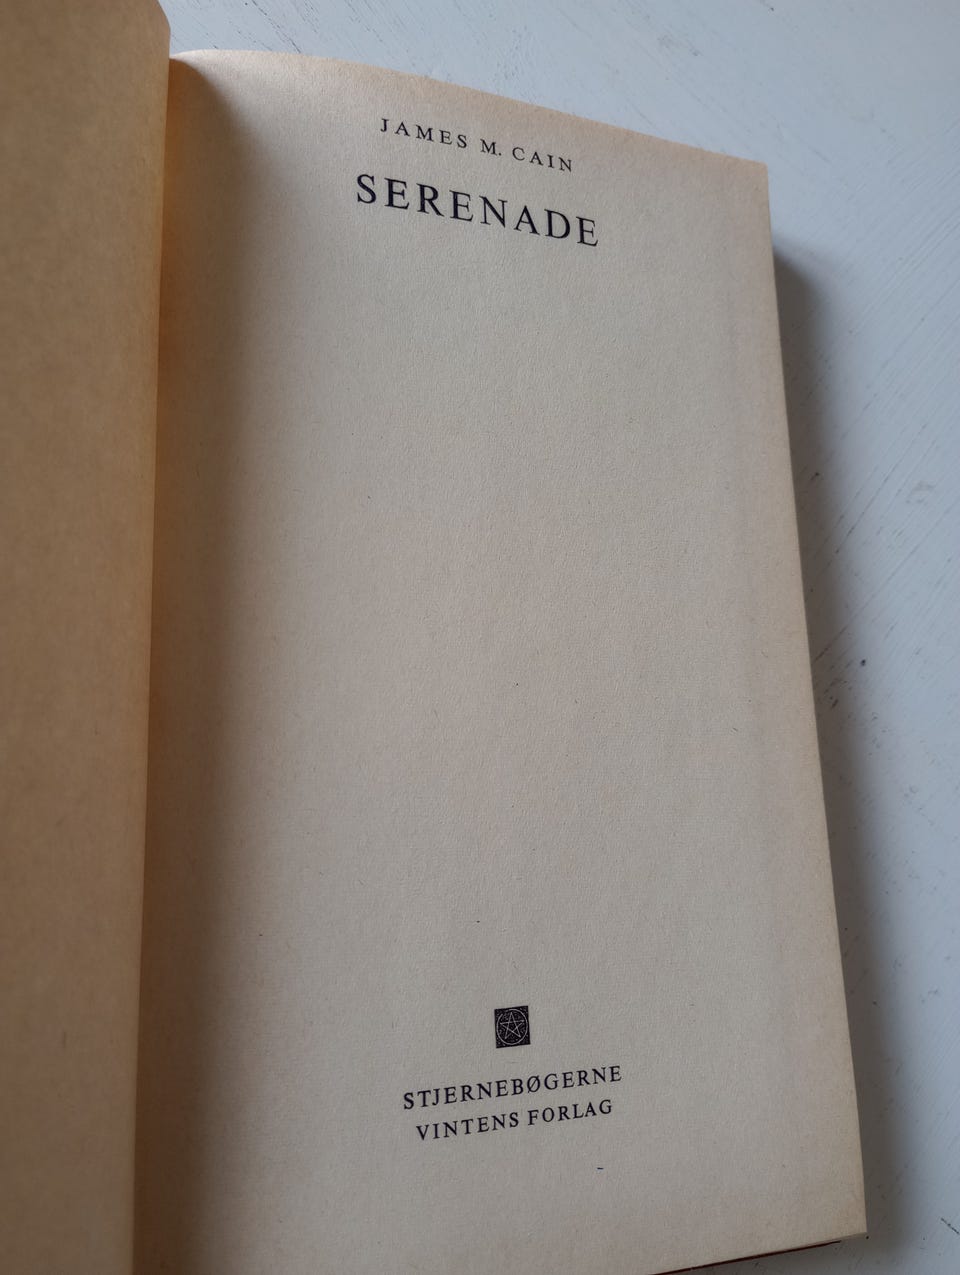 JAMES M. CAIN
SERENADE
STJERNEBØGERNE
VINTENS FORLAG